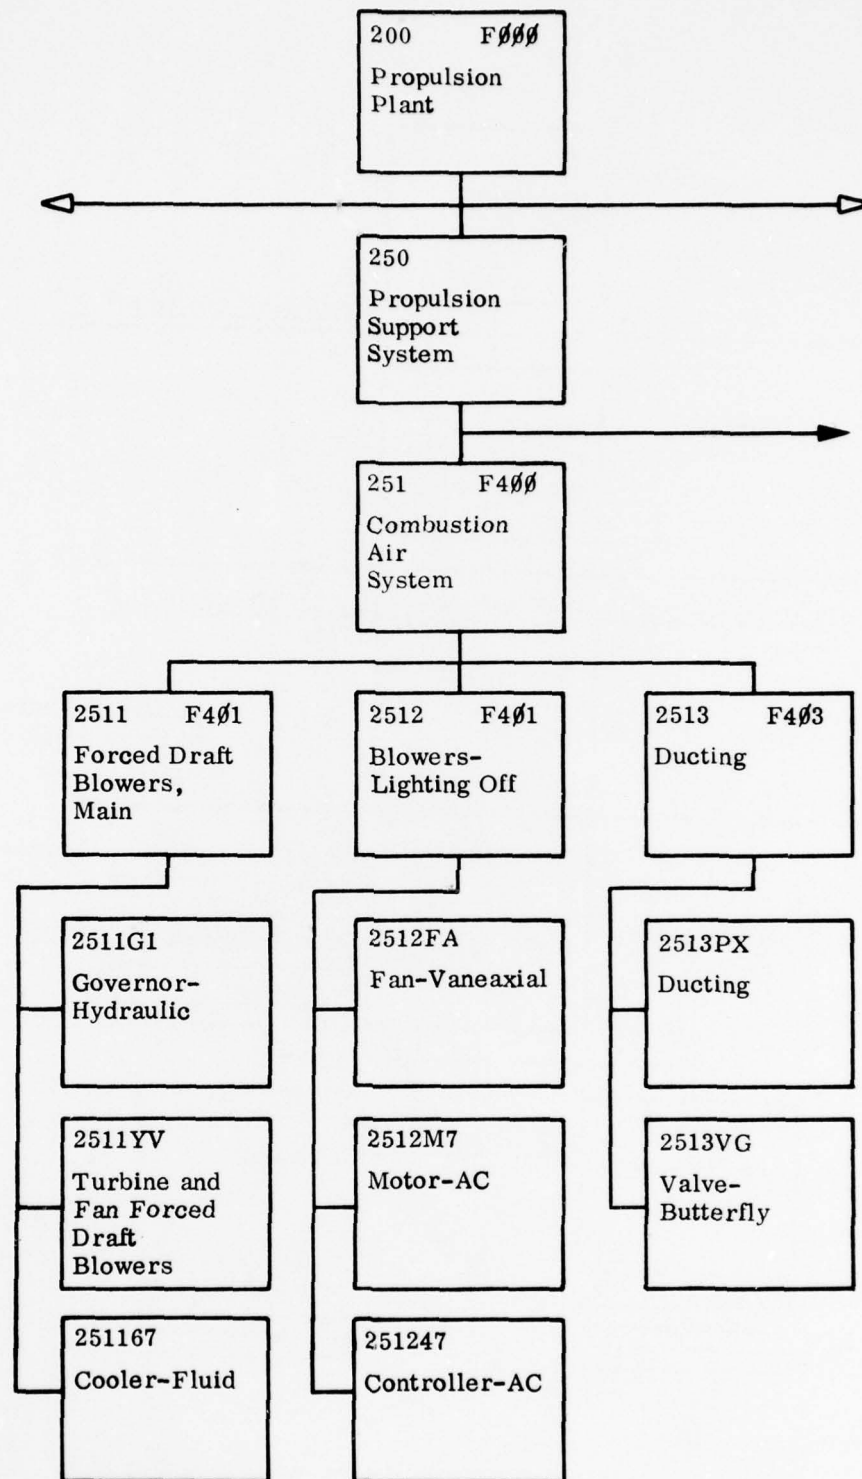 200 FØØØ
Propulsion
Plant
250
Propulsion
Support
System
251 F4ØØ
Combustion
Air
System
2511 F4Ø1
Forced Draft
Blowers,
Main
2512 F4Ø1
Blowers-
Lighting Off
2513 F4Ø3
Ducting
2511G1
Governor-
Hydraulic
2512FA
Fan-Vaneaxial
2513PX
Ducting
2511YV
Turbine and
Fan Forced
Draft
Blowers
2512M7
Motor-AC
2513VG
Valve-
Butterfly
251167
Cooler-Fluid
251247
Controller-AC